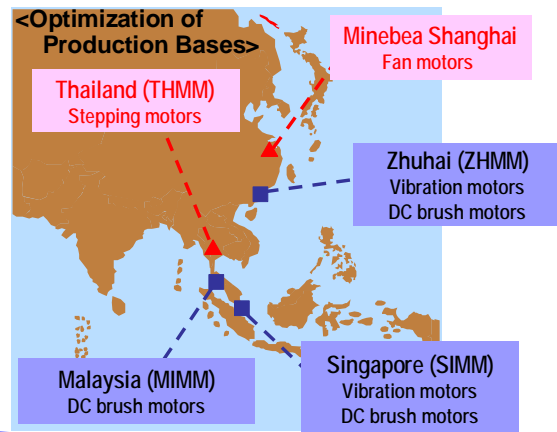 <Optimization of
Production Bases>
Minebea Shanghai
Fan motors
Thailand (THMM)
Stepping motors
Zhuhai (ZHMM)
Vibration motors
DC brush motors
Malaysia (MIMM)
DC brush motors
Singapore (SIMM)
Vibration motors
DC brush motors